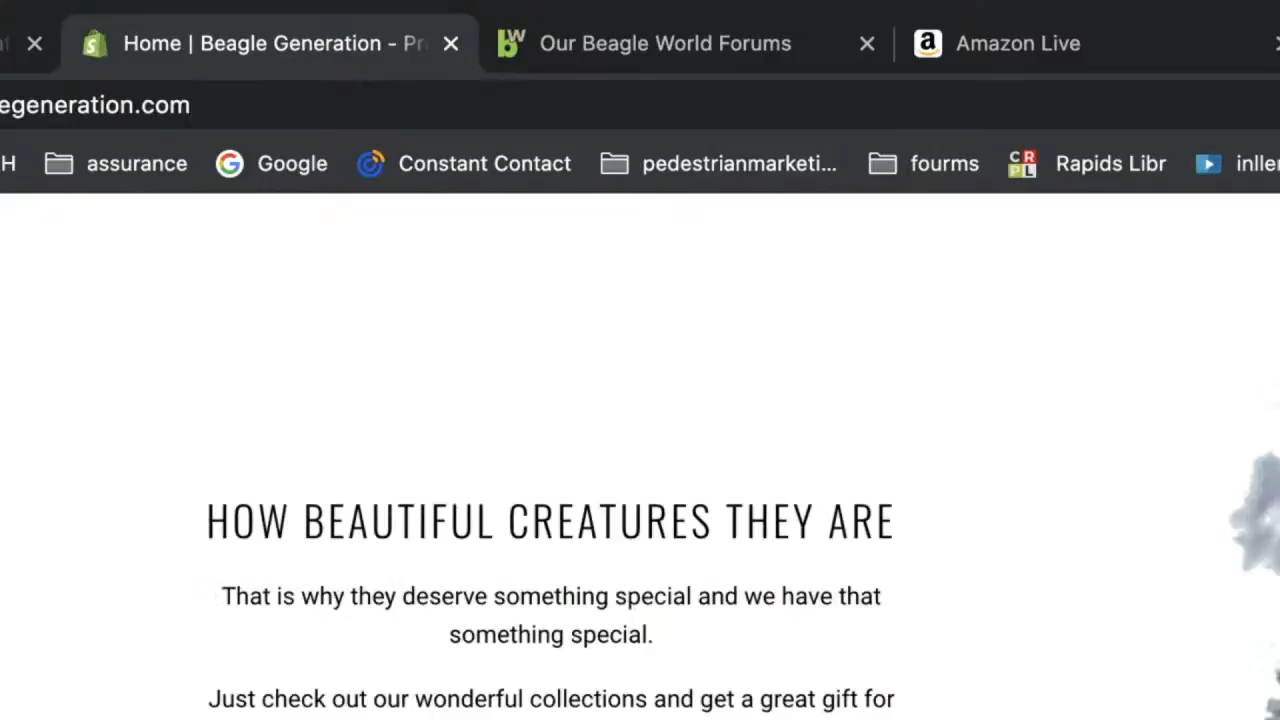 Home | Beagle Generation - Pr
Our Beagle World Forums
Amazon Live
egeneration.com
H
assurance
Google
Constant Contact
pedestrianmarketi...
fourms
Rapids Libr
inller
HOW BEAUTIFUL CREATURES THEY ARE
That is why they deserve something special and we have that
something special.
Just check out our wonderful collections and get a great gift for